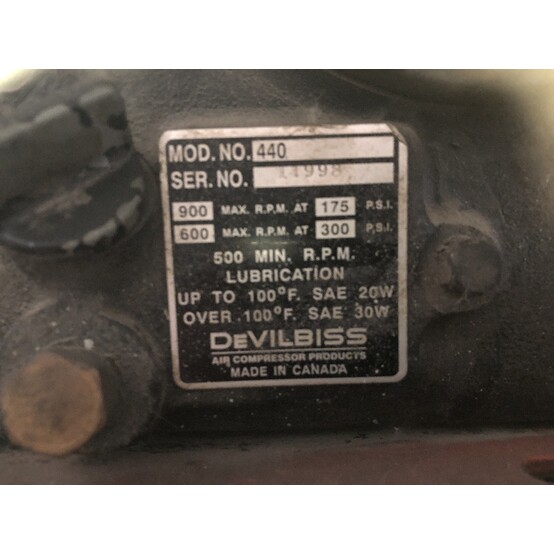 MOD. NO. 440
SER. NO. 14998
900 MAX. R.P.M. AT 175 P.S.I.
600 MAX. R.P.M. AT 300 P.S.I.
500 MIN. R.P.M.
LUBRICATION
UP TO 100°F. SAE 20W
OVER 100°F. SAE 30W
DEVILBISS
AIR COMPRESSOR PRODUCTS
MADE IN CANADA